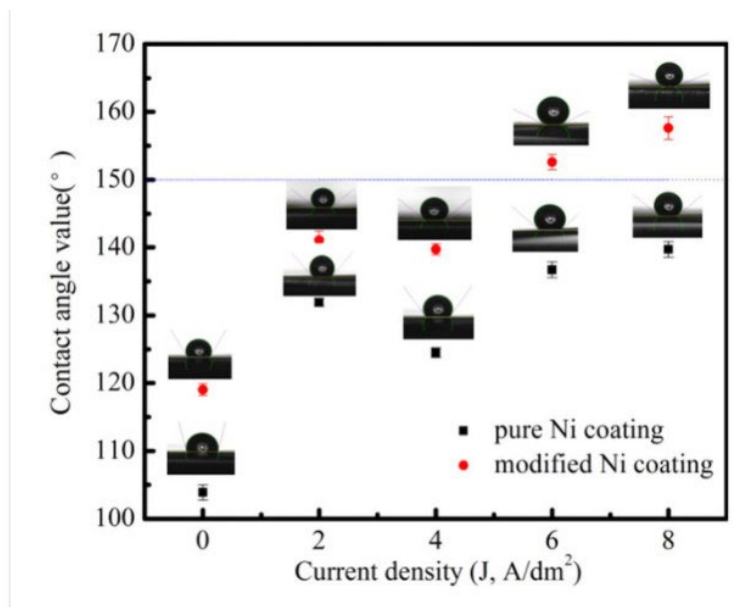 170
160
150
140
130
120
110
100
Contact angle value(°)
pure Ni coating
modified Ni coating
0 2 4 6 8
Current density (J, A/dm²)